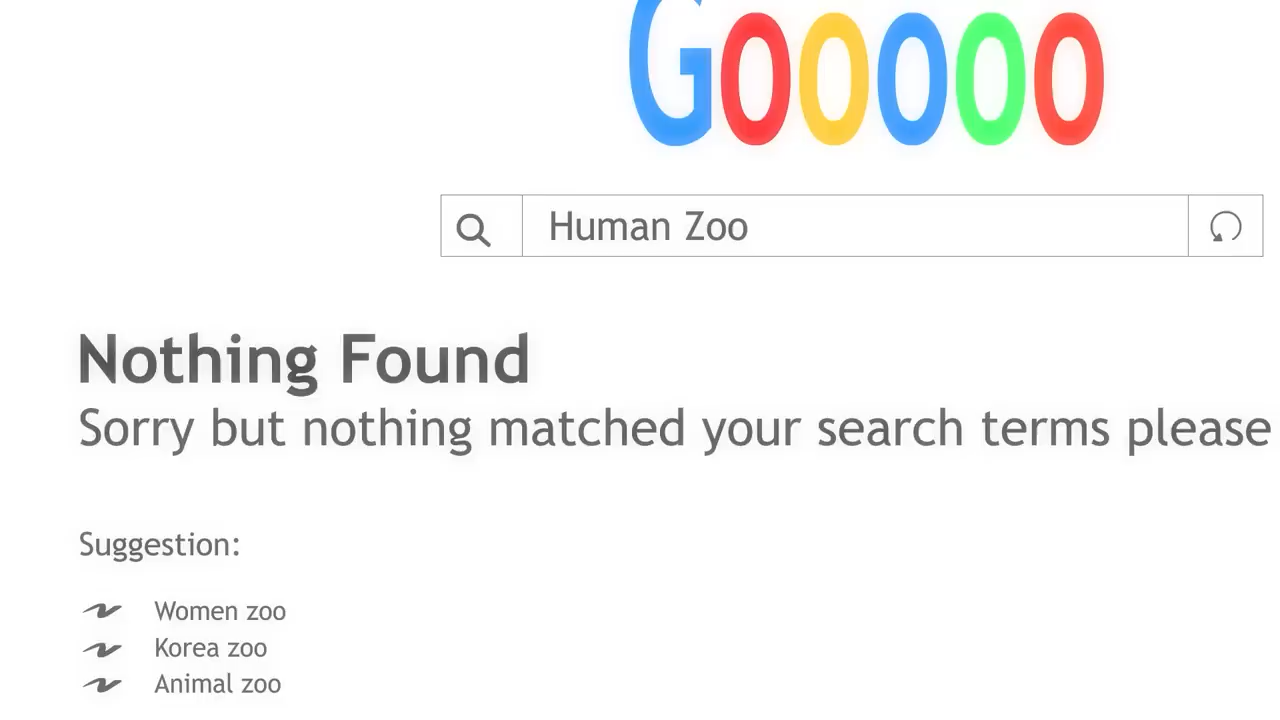 Gooooo
Human Zoo
Nothing Found
Sorry but nothing matched your search terms please
Suggestion:
Women zoo
Korea zoo
Animal zoo